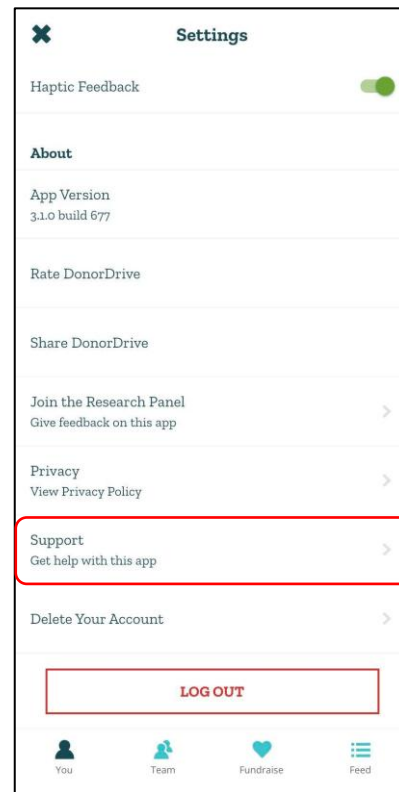 Settings
Haptic Feedback
About
App Version
3.1.0 build 677
Rate DonorDrive
Share DonorDrive
Join the Research Panel
Give feedback on this app
Privacy
View Privacy Policy
Support
Get help with this app
Delete Your Account
LOG OUT
You
Team
Fundraise
Feed